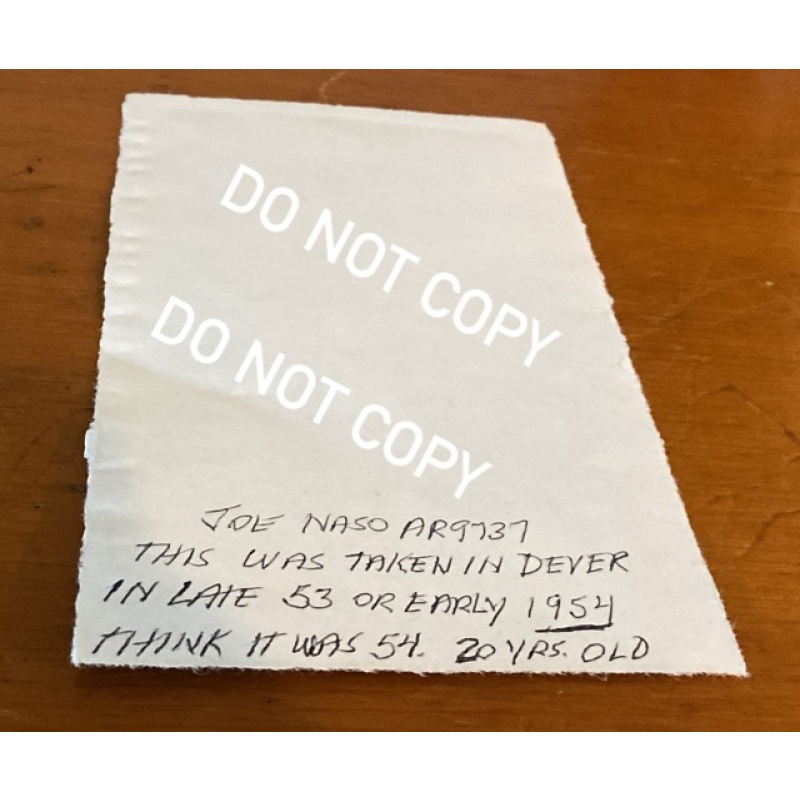 DO NOT COPY
DO NOT COPY
JOE NASO AR9737
THIS WAS TAKEN IN DEVER
IN LATE 53 OR EARLY 1954
THINK IT WAS 54. 20 YRS. OLD